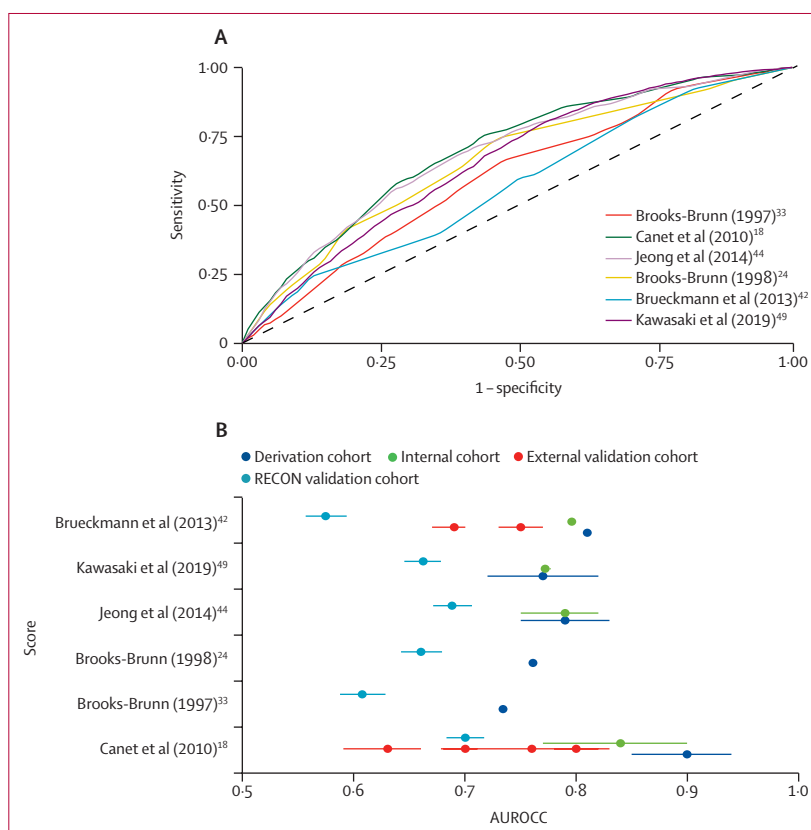 A
1·00
0·75
0·50
0·25
0
Sensitivity
Brooks-Brunn (1997)³³
Canet et al (2010)¹⁸
Jeong et al (2014)⁴⁴
Brooks-Brunn (1998)²⁴
Brueckmann et al (2013)⁴²
Kawasaki et al (2019)⁴⁹
0·00 0·25 0·50 0·75 1·00
1 – specificity
B
Derivation cohort Internal cohort External validation cohort
RECON validation cohort
Score
Brueckmann et al (2013)⁴²
Kawasaki et al (2019)⁴⁹
Jeong et al (2014)⁴⁴
Brooks-Brunn (1998)²⁴
Brooks-Brunn (1997)³³
Canet et al (2010)¹⁸
0·5 0·6 0·7 0·8 0·9 1·0
AUROCC